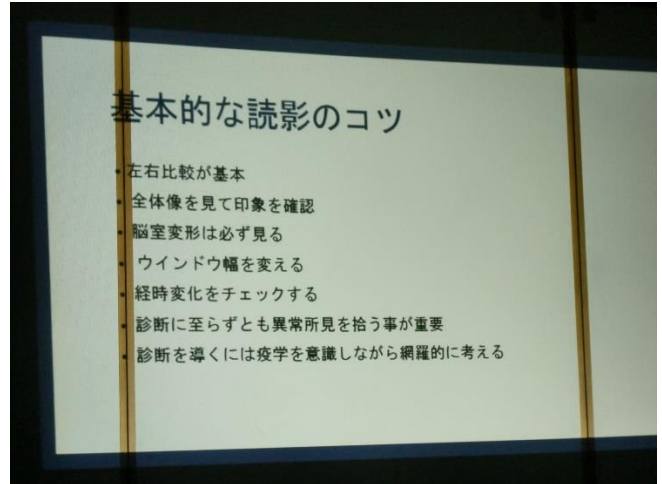 基本的な読影のコツ
• 左右比較が基本
• 全体像を見て印象を確認
• 脳室変形は必ず見る
• ウインドウ幅を変える
• 経時変化をチェックする
• 診断に至らずとも異常所見を拾う事が重要
• 診断を導くには疫学を意識しながら網羅的に考える